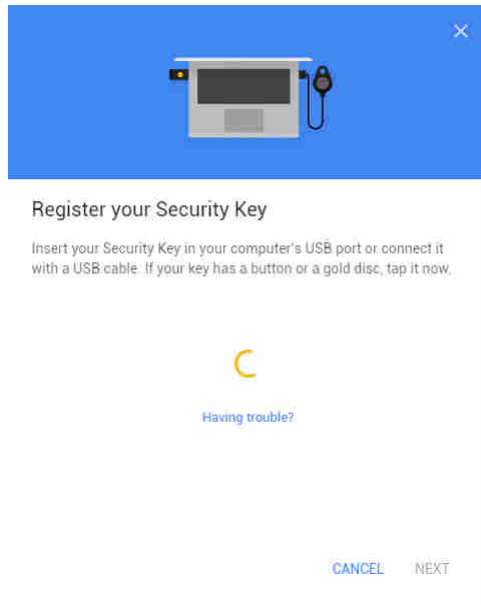 Register your Security Key
Insert your Security Key in your computer's USB port or connect it
with a USB cable. If your key has a button or a gold disc, tap it now.
Having trouble?
CANCEL NEXT